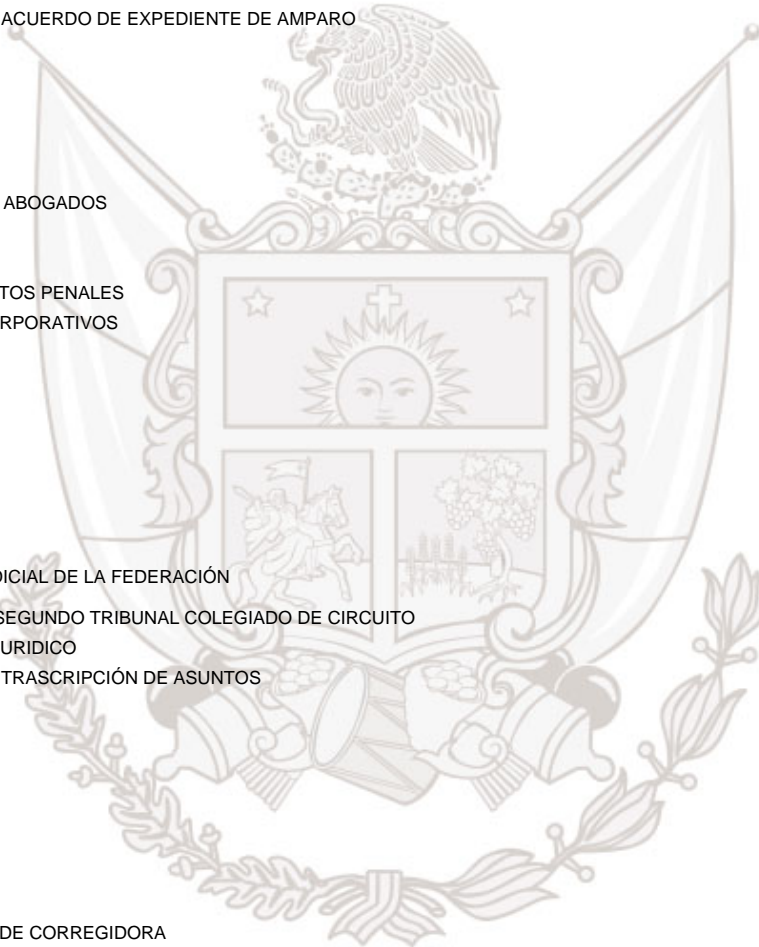 ACUERDO DE EXPEDIENTE DE AMPARO
ABOGADOS
TOS PENALES
RPORATIVOS
DICIAL DE LA FEDERACIÓN
SEGUNDO TRIBUNAL COLEGIADO DE CIRCUITO
URIDICO
TRASCRIPCIÓN DE ASUNTOS
DE CORREGIDORA